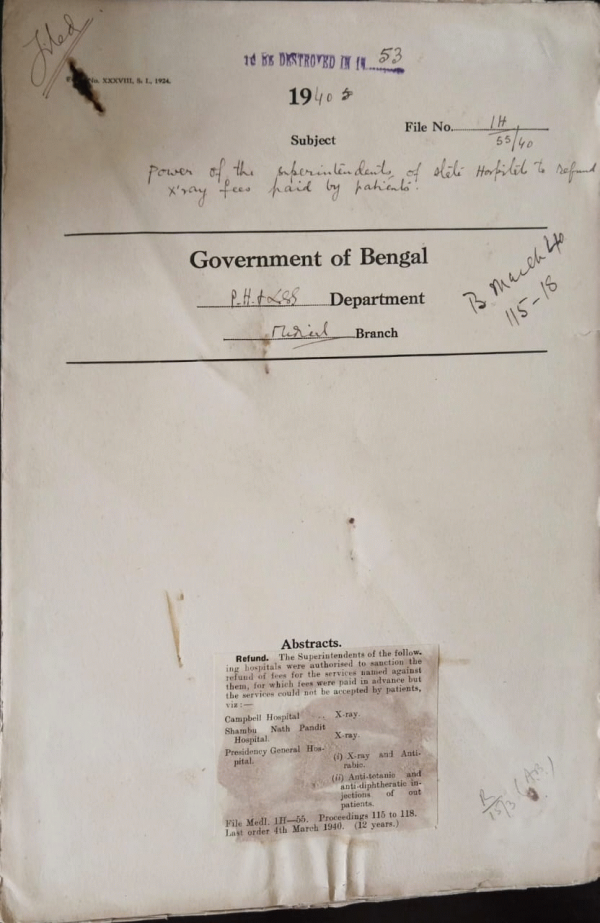 Filed
No. XXXVIII, S. I., 1924.
TO BE DESTROYED IN 19 53
1940
File No. 1H
55/40
Subject
Power of the superintendents of state Hospitals to refund
X'ray fees paid by patients.
Government of Bengal
P.H. & LSG Department
Medical Branch
B March 40
115-18
Abstracts.
Refund. The Superintendents of the follow-
ing hospitals were authorised to sanction the
refund of fees for the services named against
them, for which fees were paid in advance but
the services could not be accepted by patients,
viz:—
Campbell Hospital .. X-ray.
Shambu Nath Pandit
Hospital. X-ray.
Presidency General Hos-
pital. (i) X-ray and Anti-
rabic.
(ii) Anti-tetanic and
anti-diphtheratic in-
jections of out
patients.
File Medl. 1H—55. Proceedings 115 to 118.
Last order 4th March 1940. (12 years.)